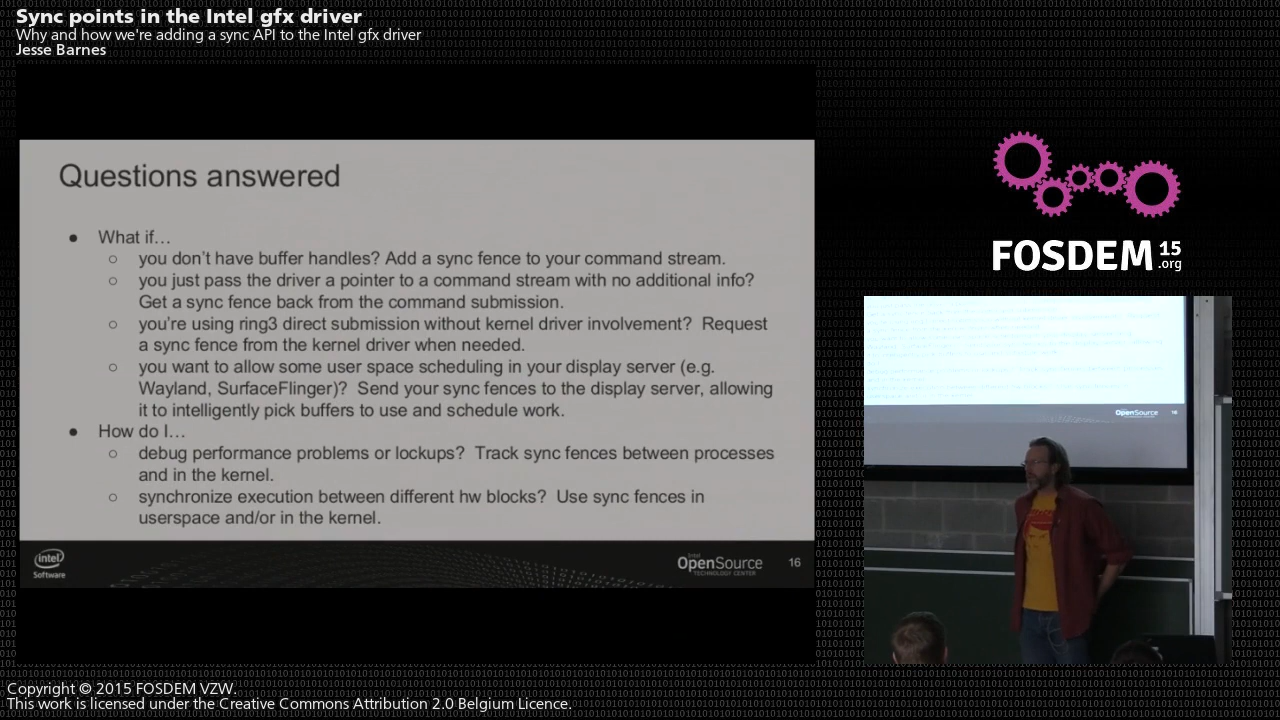 Sync points in the Intel gfx driver
Why and how we're adding a sync API to the Intel gfx driver
Jesse Barnes
Questions answered
● What if…
○ you don't have buffer handles? Add a sync fence to your command stream.
○ you just pass the driver a pointer to a command stream with no additional info?
Get a sync fence back from the command submission.
○ you're using ring3 direct submission without kernel driver involvement? Request
a sync fence from the kernel driver when needed.
○ you want to allow some user space scheduling in your display server (e.g.
Wayland, SurfaceFlinger)? Send your sync fences to the display server, allowing
it to intelligently pick buffers to use and schedule work.
● How do I…
○ debug performance problems or lockups? Track sync fences between processes
and in the kernel.
○ synchronize execution between different hw blocks? Use sync fences in
userspace and/or in the kernel.
intel
Software
Intel
OpenSource
TECHNOLOGY CENTER
16
FOSDEM 15
.org
OpenSource
16
Copyright © 2015 FOSDEM VZW.
This work is licensed under the Creative Commons Attribution 2.0 Belgium Licence.